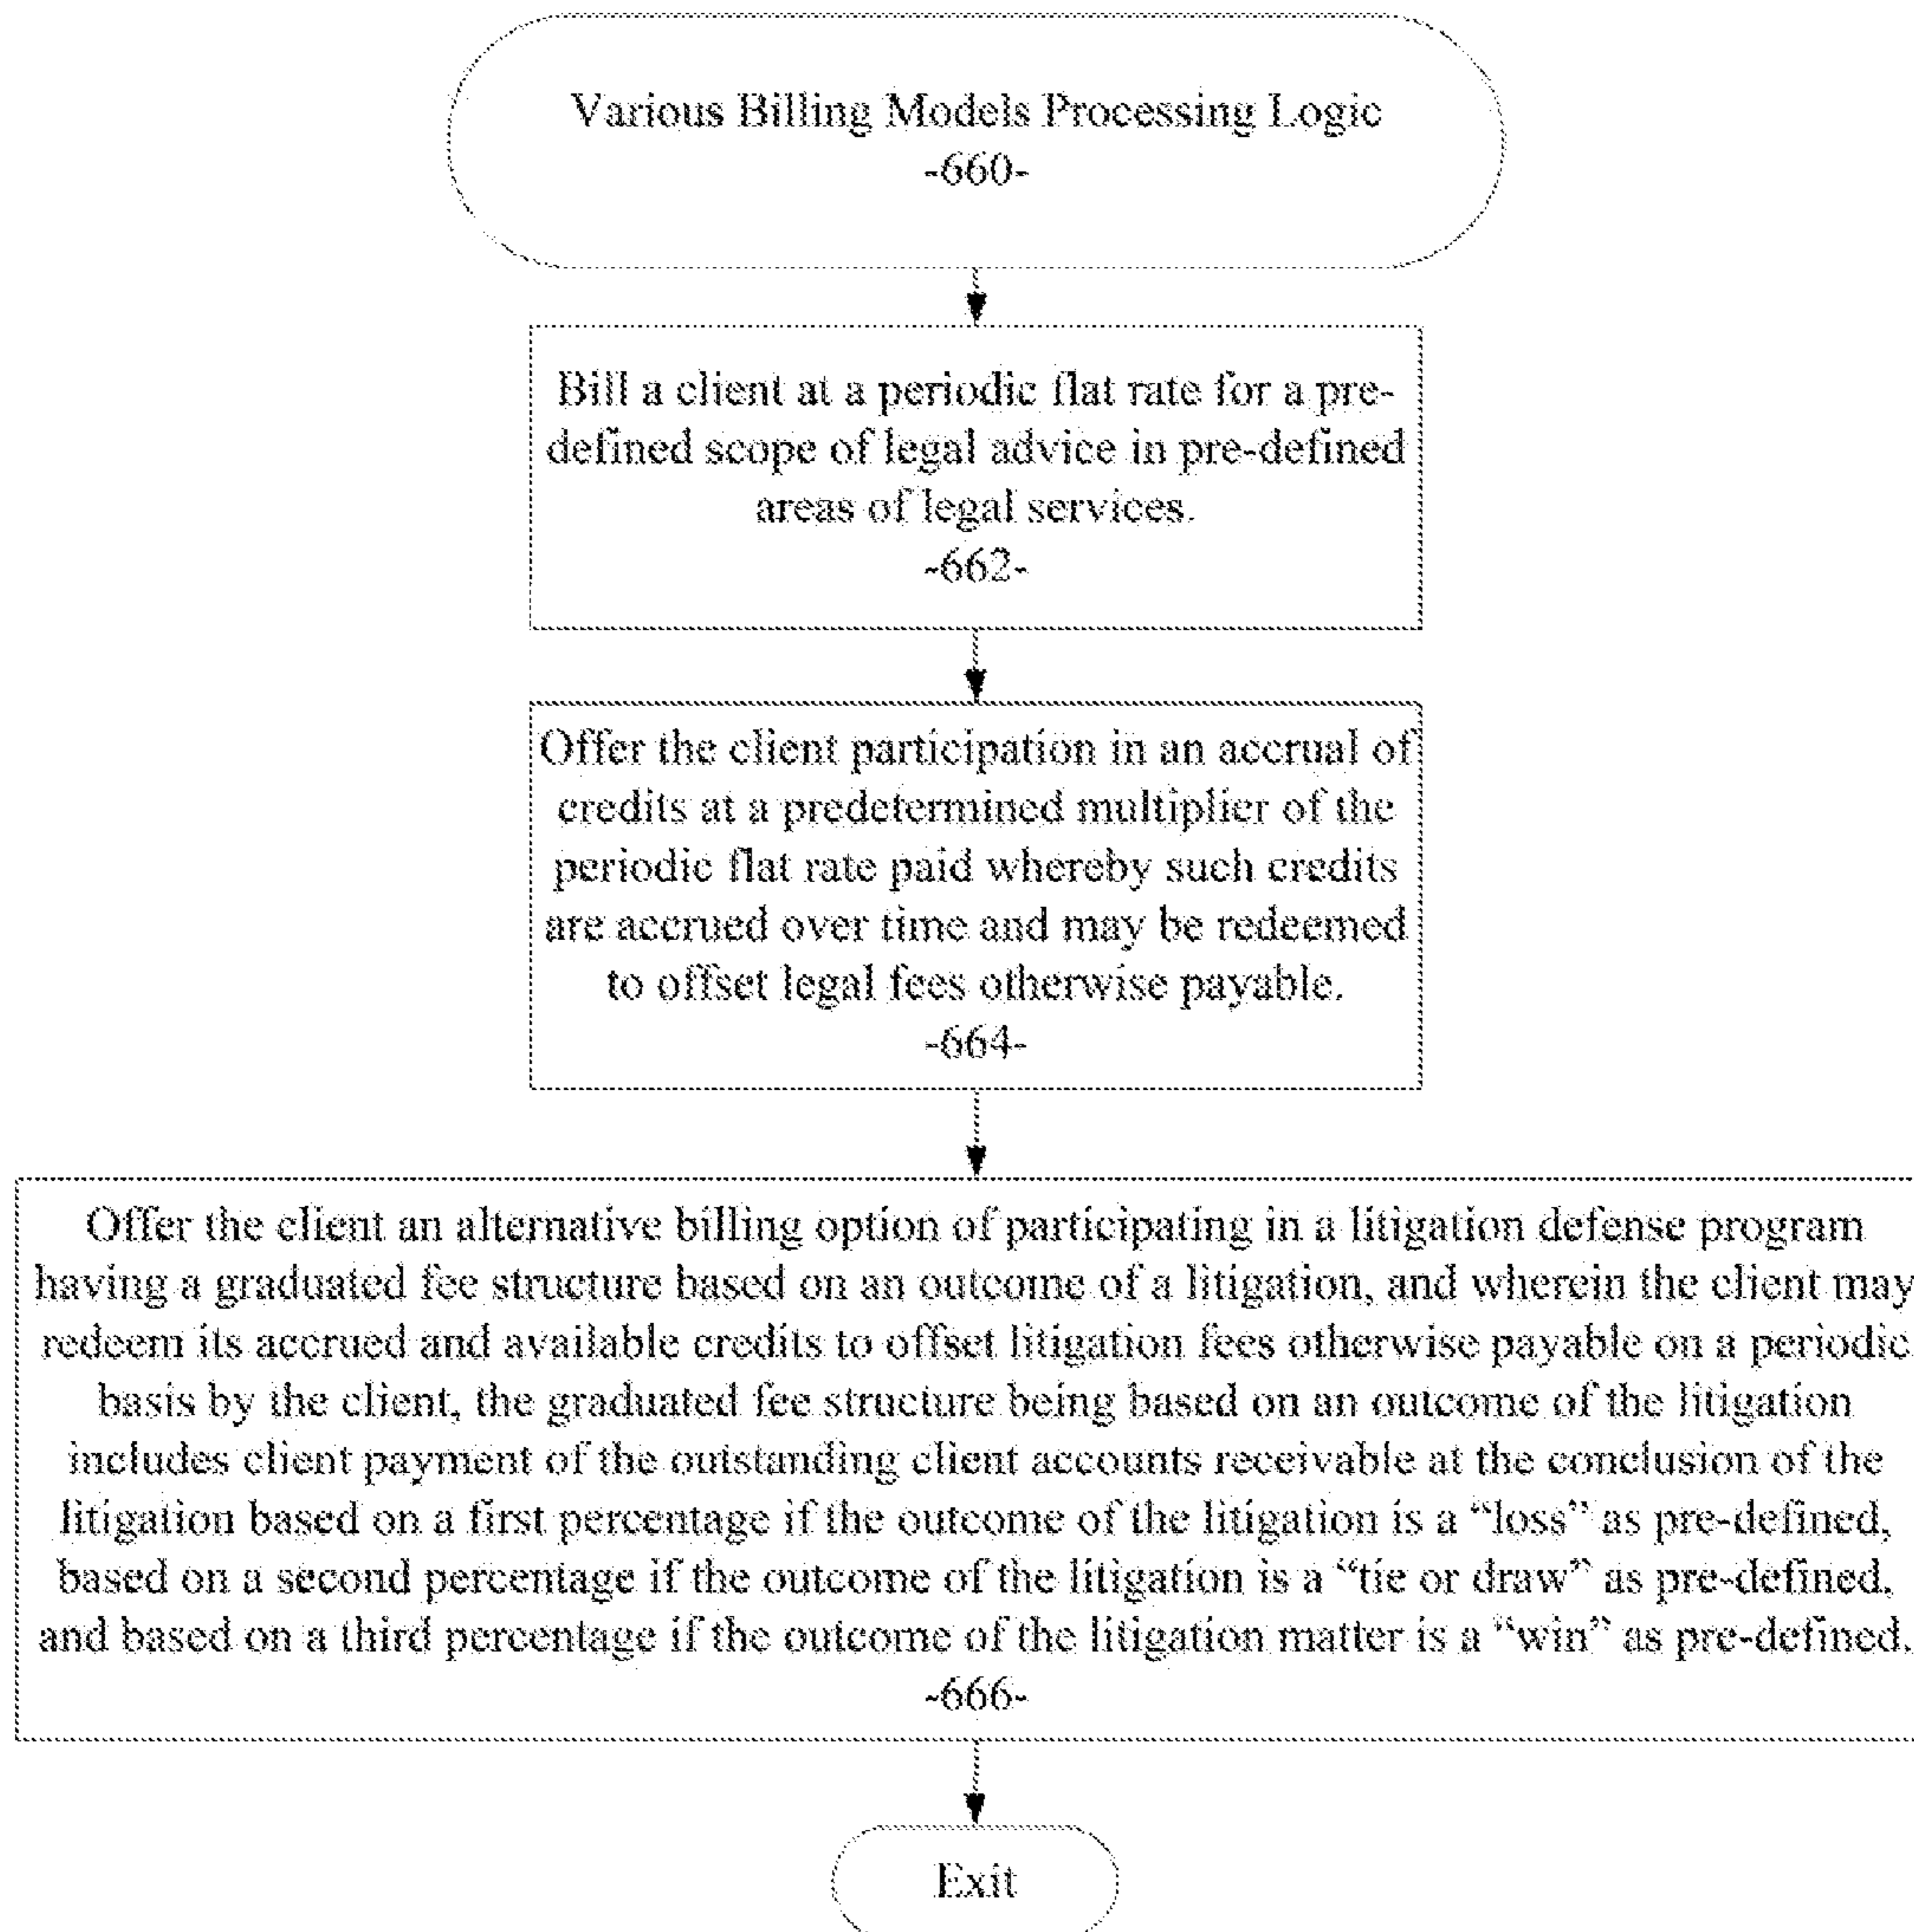 Various Billing Models Processing Logic
-660-
Bill a client at a periodic flat rate for a pre-
defined scope of legal advice in pre-defined
areas of legal services.
-662-
Offer the client participation in an accrual of
credits at a predetermined multiplier of the
periodic flat rate paid whereby such credits
are accrued over time and may be redeemed
to offset legal fees otherwise payable.
-664-
Offer the client an alternative billing option of participating in a litigation defense program
having a graduated fee structure based on an outcome of a litigation, and wherein the client may
redeem its accrued and available credits to offset litigation fees otherwise payable on a periodic
basis by the client, the graduated fee structure being based on an outcome of the litigation
includes client payment of the outstanding client accounts receivable at the conclusion of the
litigation based on a first percentage if the outcome of the litigation is a “loss” as pre-defined,
based on a second percentage if the outcome of the litigation is a “tie or draw” as pre-defined,
and based on a third percentage if the outcome of the litigation matter is a “win” as pre-defined.
-666-
Exit